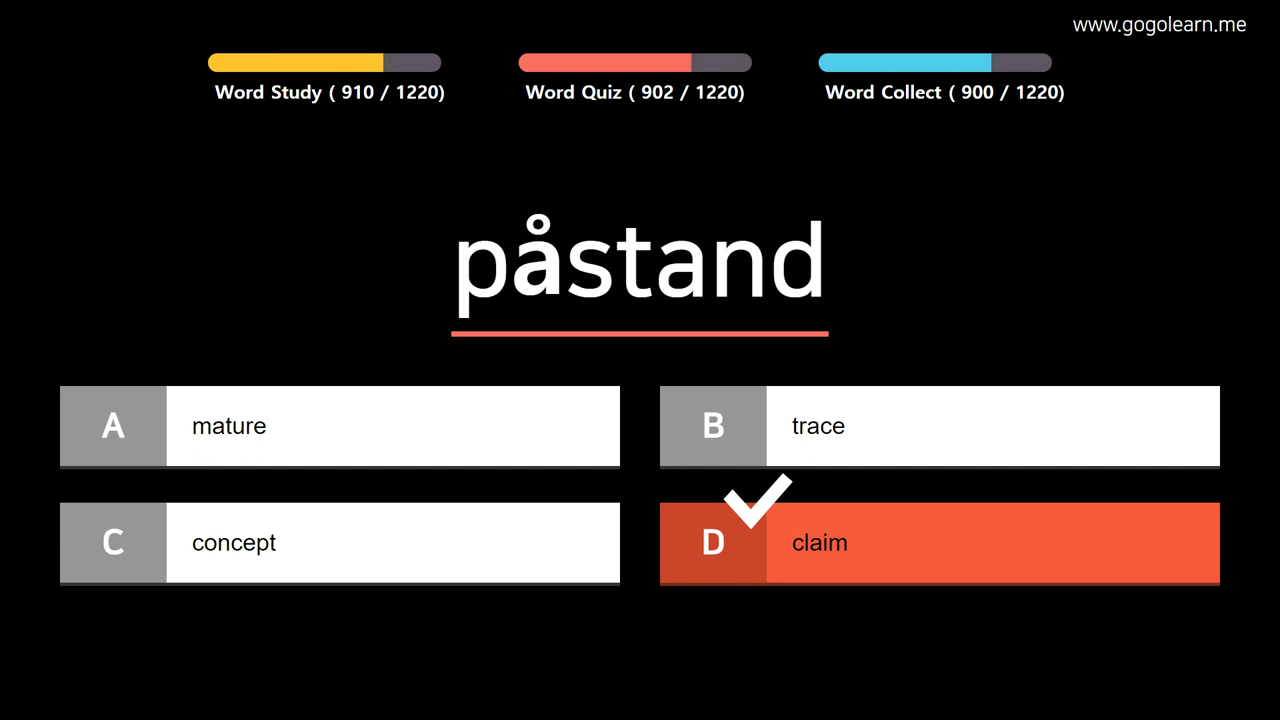 www.gogolearn.me
Word Study ( 910 / 1220)
Word Quiz ( 902 / 1220)
Word Collect ( 900 / 1220)
påstand
A mature
B trace
C concept
D claim